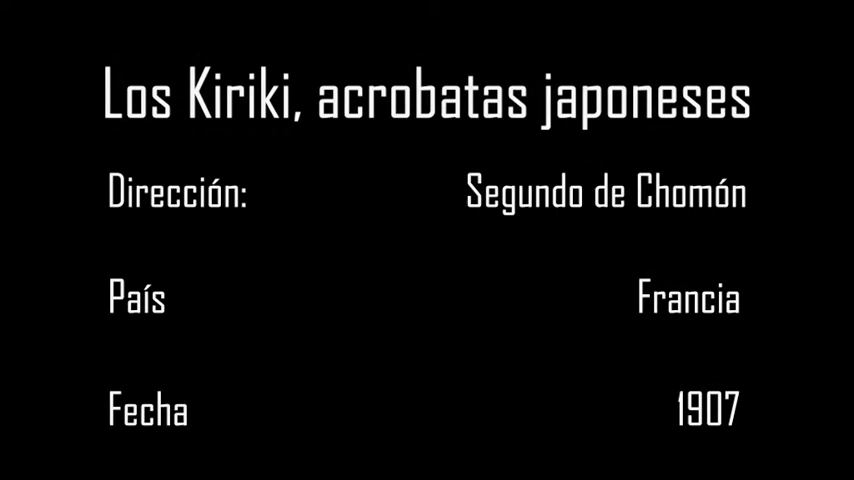 Los Kiriki, acrobatas japoneses
Dirección: Segundo de Chomón
País Francia
Fecha 1907